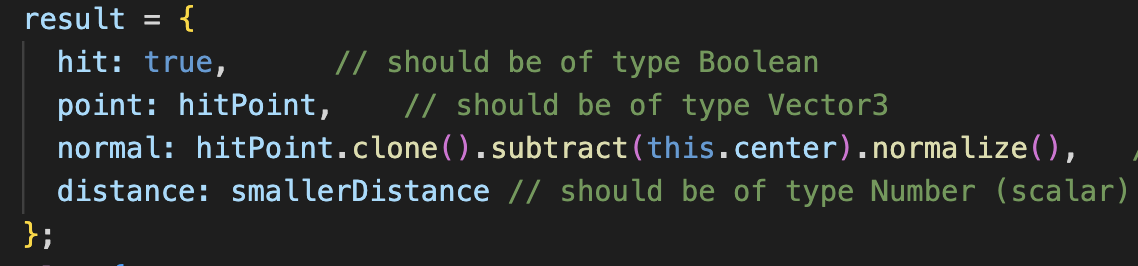 result = {
hit: true, // should be of type Boolean
point: hitPoint, // should be of type Vector3
normal: hitPoint.clone().subtract(this.center).normalize(), /
distance: smallerDistance // should be of type Number (scalar)
};